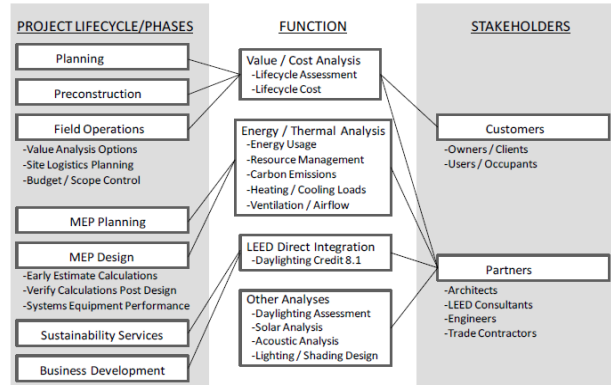 PROJECT LIFECYCLE/PHASES
Planning
Preconstruction
Field Operations
-Value Analysis Options
-Site Logistics Planning
-Budget / Scope Control
MEP Planning
MEP Design
-Early Estimate Calculations
-Verify Calculations Post Design
-Systems Equipment Performance
Sustainability Services
Business Development
FUNCTION
Value / Cost Analysis
-Lifecycle Assessment
-Lifecycle Cost
Energy / Thermal Analysis
-Energy Usage
-Resource Management
-Carbon Emissions
-Heating / Cooling Loads
-Ventilation / Airflow
LEED Direct Integration
-Daylighting Credit 8.1
Other Analyses
-Daylighting Assessment
-Solar Analysis
-Acoustic Analysis
-Lighting / Shading Design
STAKEHOLDERS
Customers
-Owners / Clients
-Users / Occupants
Partners
-Architects
-LEED Consultants
-Engineers
-Trade Contractors